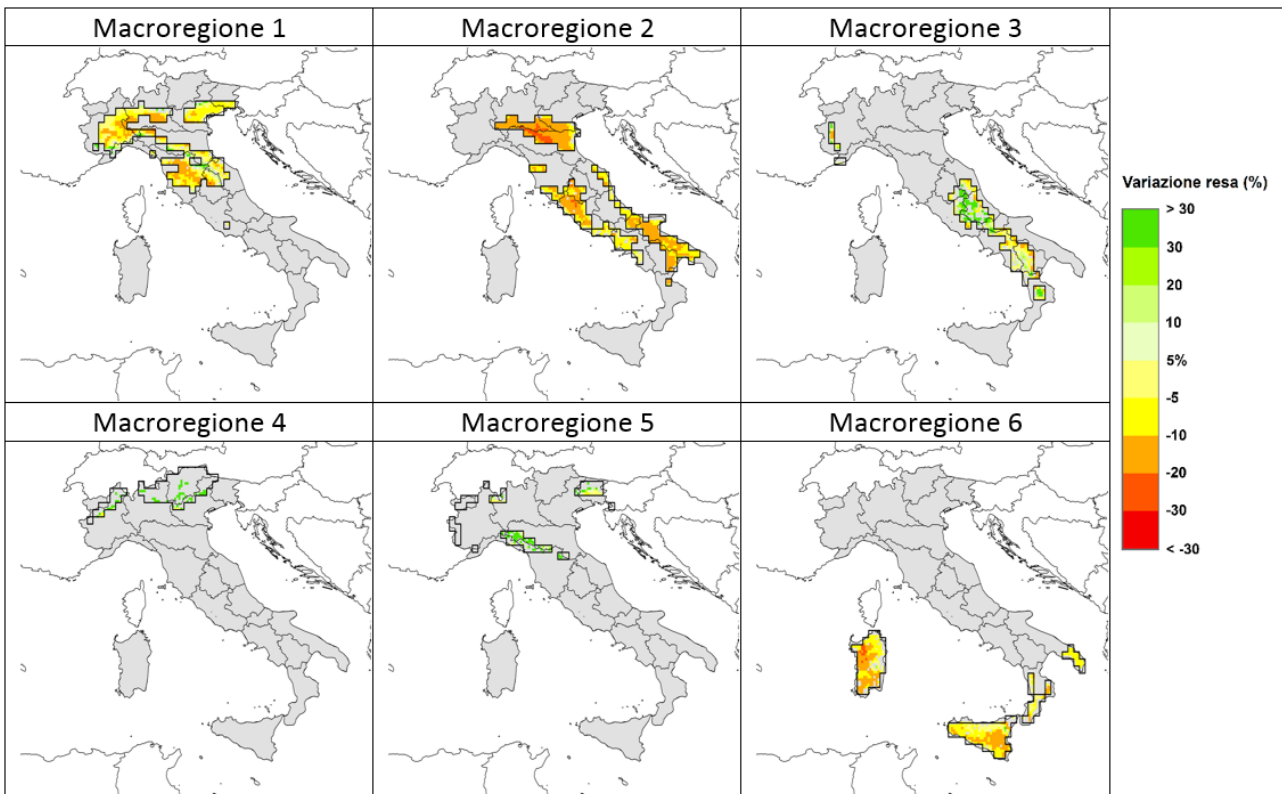 Macroregione 1
Macroregione 2
Macroregione 3
Variazione resa (%)
> 30
30
20
10
5%
-5
-10
-20
-30
< -30
Macroregione 4
Macroregione 5
Macroregione 6